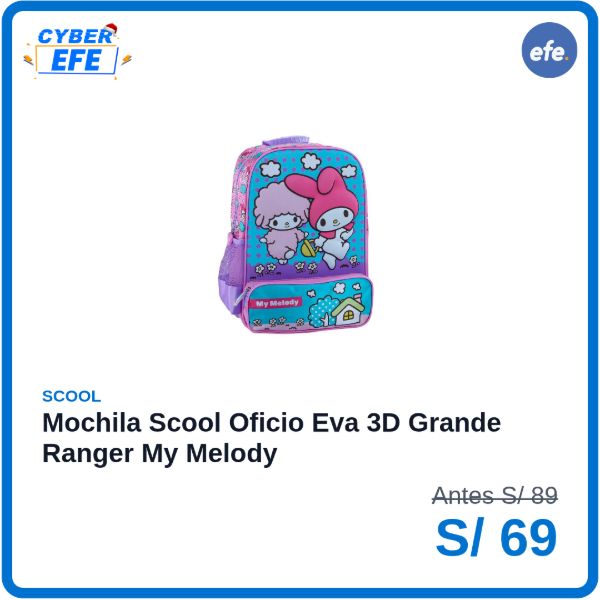 CYBER
EFE
efe.
My Melody
SCOOL
Mochila Scool Oficio Eva 3D Grande
Ranger My Melody
Antes S/ 89
S/ 69